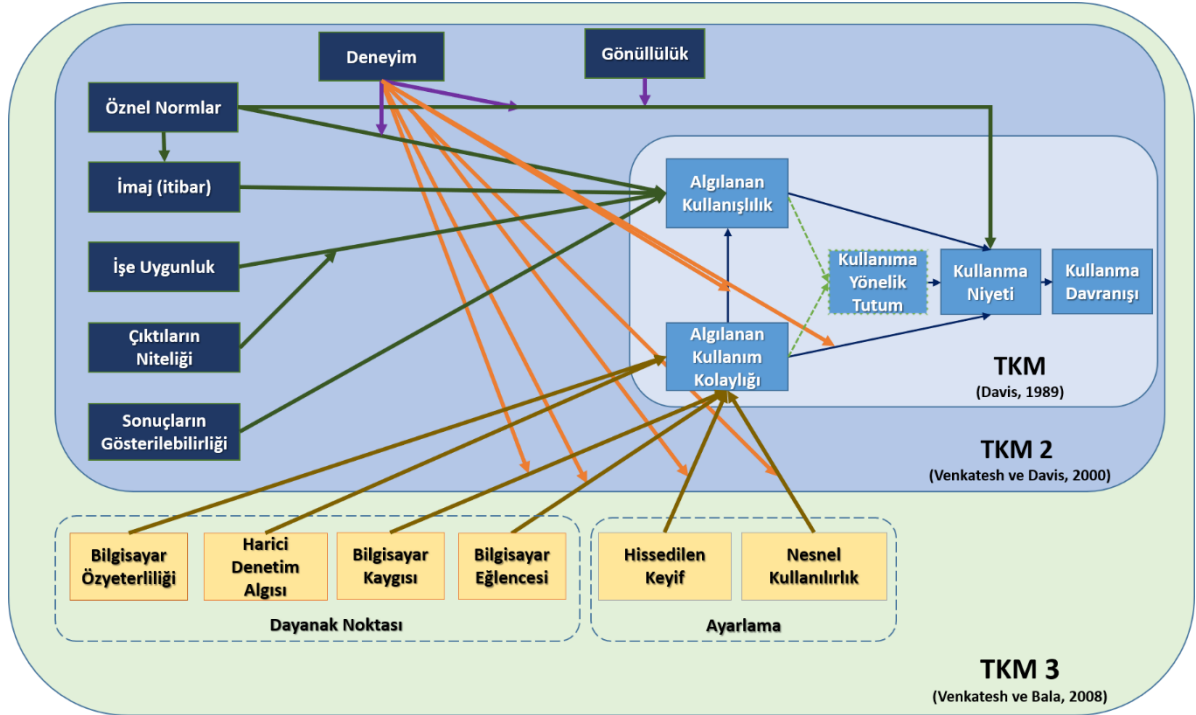 Deneyim
Gönüllülük
Öznel Normlar
İmaj (itibar)
İşe Uygunluk
Çıktıların
Niteliği
Sonuçların
Gösterilebilirliği
Algılanan
Kullanışlılık
Kullanıma
Yönelik
Tutum
Kullanma
Niyeti
Kullanma
Davranışı
Algılanan
Kullanım
Kolaylığı
TKM
(Davis, 1989)
TKM 2
(Venkatesh ve Davis, 2000)
Bilgisayar
Özyeterliliği
Harici
Denetim
Algısı
Bilgisayar
Kaygısı
Bilgisayar
Eğlencesi
Dayanak Noktası
Hissedilen
Keyif
Nesnel
Kullanılırlık
Ayarlama
TKM 3
(Venkatesh ve Bala, 2008)